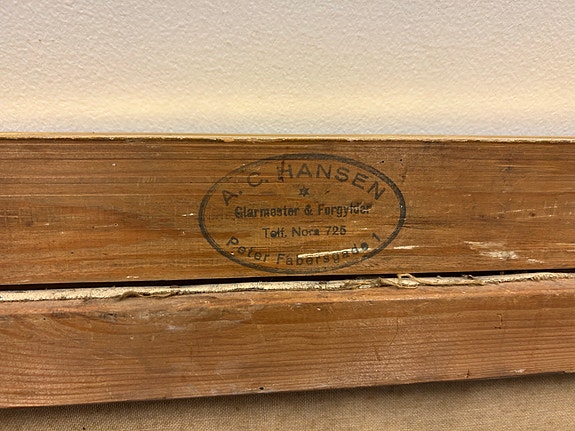 A. C. HANSEN
Glarmester & Forgylder
Telf. Nora 725
Peter Fabersgade 1